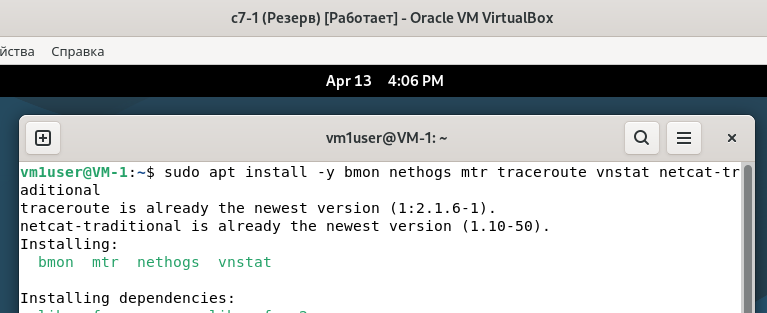 c7-1 (Резерв) [Работает] - Oracle VM VirtualBox
йства Справка
Apr 13 4:06 PM
vm1user@VM-1: ~
vm1user@VM-1:~$ sudo apt install -y bmon nethogs mtr traceroute vnstat netcat-tr
aditional
traceroute is already the newest version (1:2.1.6-1).
netcat-traditional is already the newest version (1.10-50).
Installing:
bmon mtr nethogs vnstat
Installing dependencies: